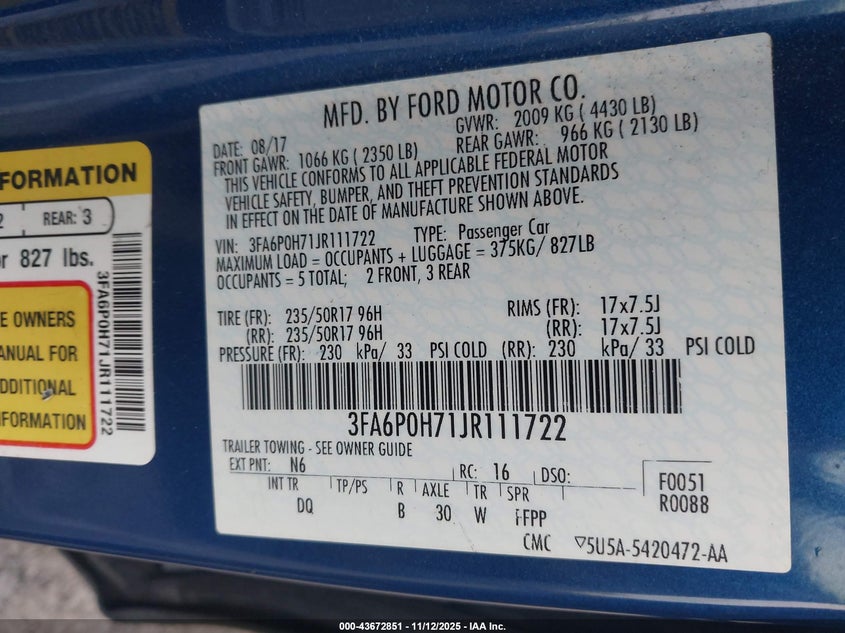 MFD. BY FORD MOTOR CO.
DATE: 08/17 GVWR: 2009 KG ( 4430 LB)
FRONT GAWR: 1066 KG ( 2350 LB) REAR GAWR: 966 KG ( 2130 LB)
THIS VEHICLE CONFORMS TO ALL APPLICABLE FEDERAL MOTOR
VEHICLE SAFETY, BUMPER, AND THEFT PREVENTION STANDARDS
IN EFFECT ON THE DATE OF MANUFACTURE SHOWN ABOVE.
VIN: 3FA6P0H71JR111722 TYPE: Passenger Car
MAXIMUM LOAD = OCCUPANTS + LUGGAGE = 375KG/ 827LB
OCCUPANTS = 5 TOTAL; 2 FRONT, 3 REAR
TIRE (FR): 235/50R17 96H RIMS (FR): 17x7.5J
(RR): 235/50R17 96H (RR): 17x7.5J
PRESSURE (FR): 230 kPa/ 33 PSI COLD (RR): 230 kPa/ 33 PSI COLD
3FA6P0H71JR111722
TRAILER TOWING - SEE OWNER GUIDE
EXT PNT: N6 RC: 16 DSO:
F0051
R0088
INT TR TP/PS R AXLE TR SPR
DQ B 30 W FFPP
CMC ▽5U5A-5420472-AA
FORMATION
2 REAR: 3
or 827 lbs.
3FA6P0H71JR111722
E OWNERS
ANUAL FOR
ADDITIONAL
INFORMATION
000-43672851 - 11/12/2025 - IAA Inc.